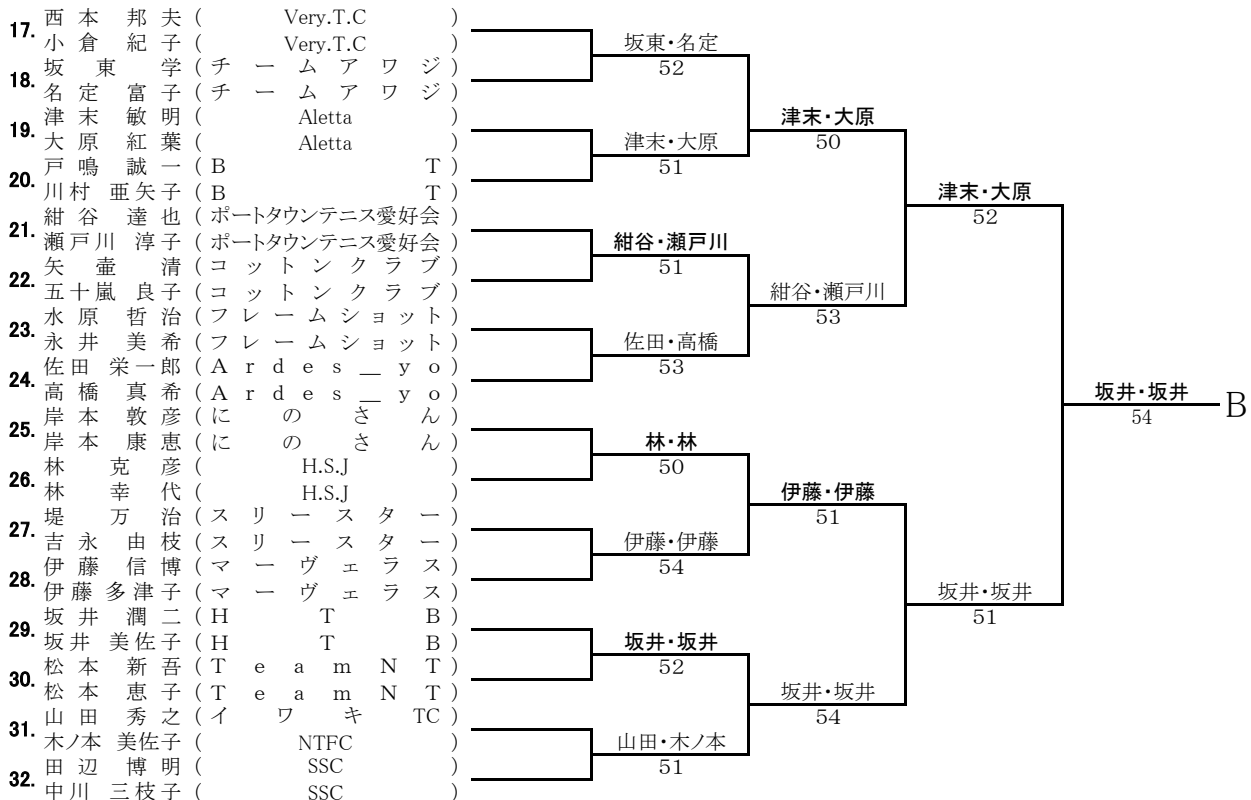 17. 西本 邦夫 ( Very.T.C )
小倉 紀子 ( Very.T.C )
18. 坂東 学 ( チームアワジ )
名定 富子 ( チームアワジ )
19. 津末 敏明 ( Aletta )
大原 紅葉 ( Aletta )
20. 戸鳴 誠一 ( B T )
川村 亜矢子 ( B T )
21. 紺谷 達也 ( ポートタウンテニス愛好会 )
瀬戸川 淳子 ( ポートタウンテニス愛好会 )
22. 矢壷 清 ( コットンクラブ )
五十嵐 良子 ( コットンクラブ )
23. 水原 哲治 ( フレームショット )
永井 美希 ( フレームショット )
24. 佐田 栄一郎 ( Ardes_yo )
高橋 真希 ( Ardes_yo )
25. 岸本 敦彦 ( にのさん )
岸本 康恵 ( にのさん )
26. 林 克彦 ( H.S.J )
林 幸代 ( H.S.J )
27. 堤 万治 ( スリースター )
吉永 由枝 ( スリースター )
28. 伊藤 信博 ( マーヴェラス )
伊藤 多津子 ( マーヴェラス )
29. 坂井 潤二 ( H T B )
坂井 美佐子 ( H T B )
30. 松本 新吾 ( Team NT )
松本 恵子 ( Team NT )
31. 山田 秀之 ( イワキTC )
木ノ本 美佐子 ( NTFC )
32. 田辺 博明 ( SSC )
中川 三枝子 ( SSC )
坂東・名定
52
津末・大原
51
紺谷・瀬戸川
51
佐田・高橋
53
林・林
50
伊藤・伊藤
54
坂井・坂井
52
山田・木ノ本
51
津末・大原
50
紺谷・瀬戸川
53
伊藤・伊藤
51
坂井・坂井
54
津末・大原
52
坂井・坂井
51
坂井・坂井
54
B